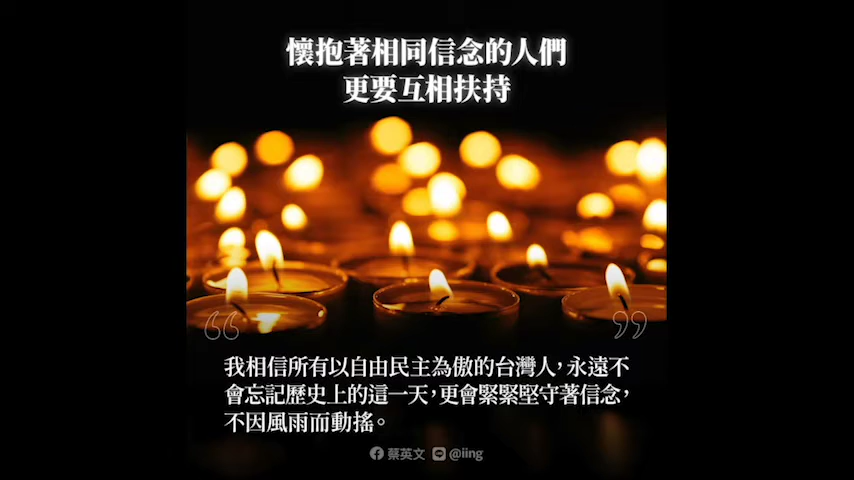 懷抱著相同信念的人們
更要互相扶持
“ ”
我相信所有以自由民主為傲的台灣人，永遠不
會忘記歷史上的這一天，更會緊緊堅守著信念，
不因風雨而動搖。
蔡英文 @iing